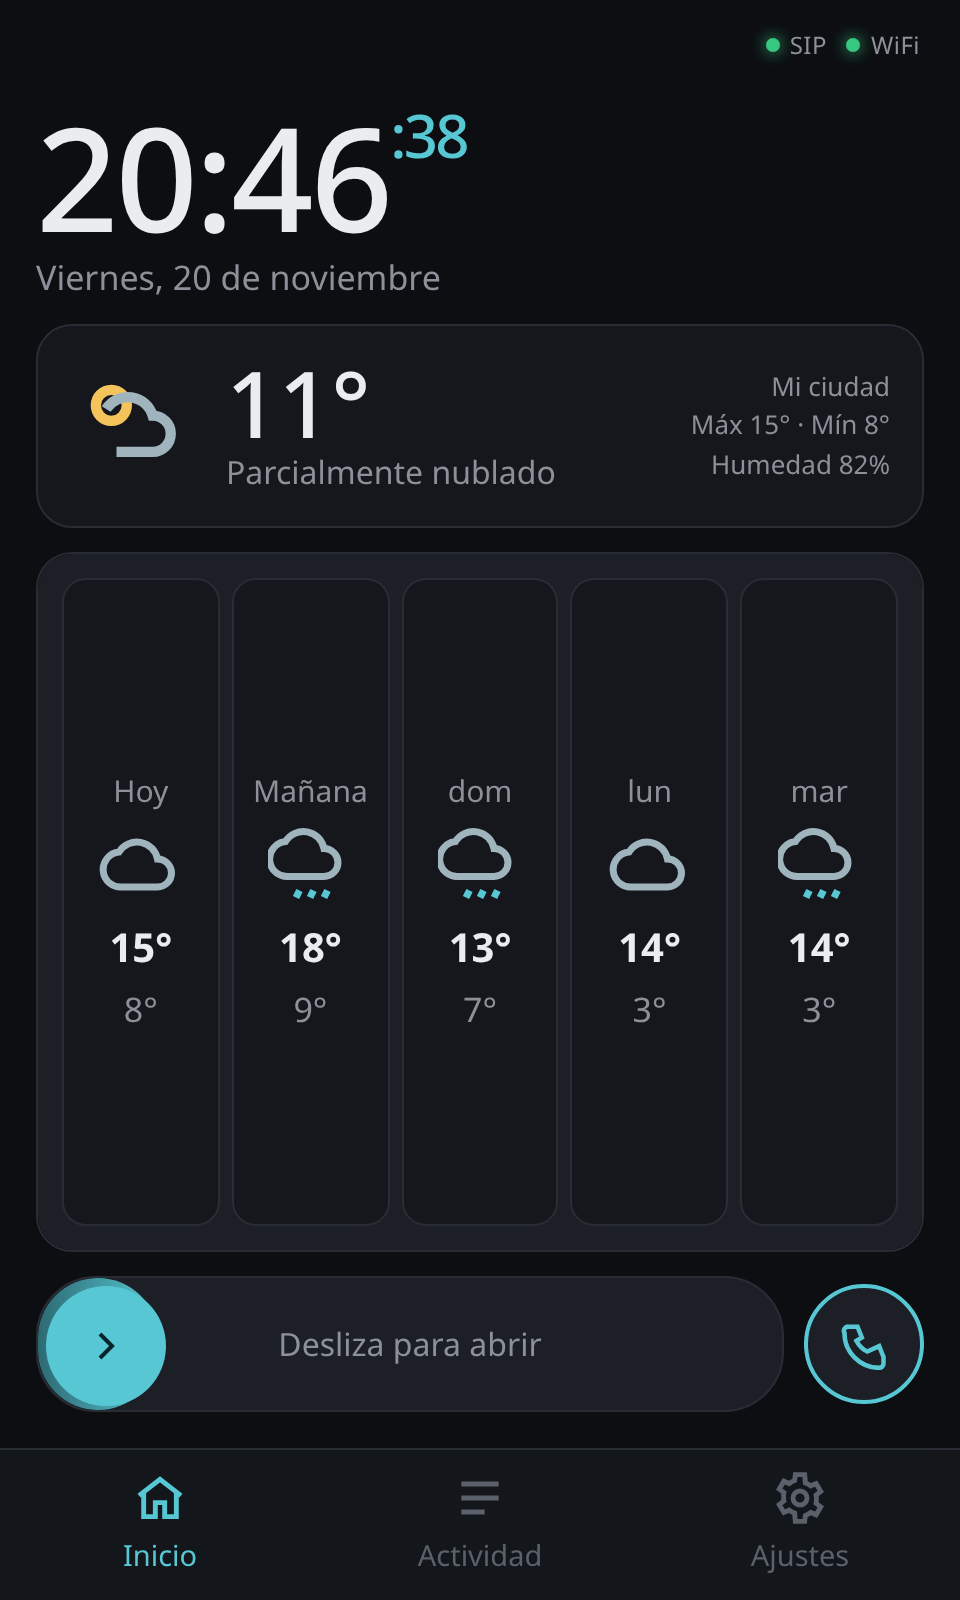 SIP WiFi
20:46:38
Viernes, 20 de noviembre
11°
Parcialmente nublado
Mi ciudad
Máx 15° · Mín 8°
Humedad 82%
Hoy Mañana dom lun mar
15° 18° 13° 14° 14°
8° 9° 7° 3° 3°
Desliza para abrir
Inicio Actividad Ajustes